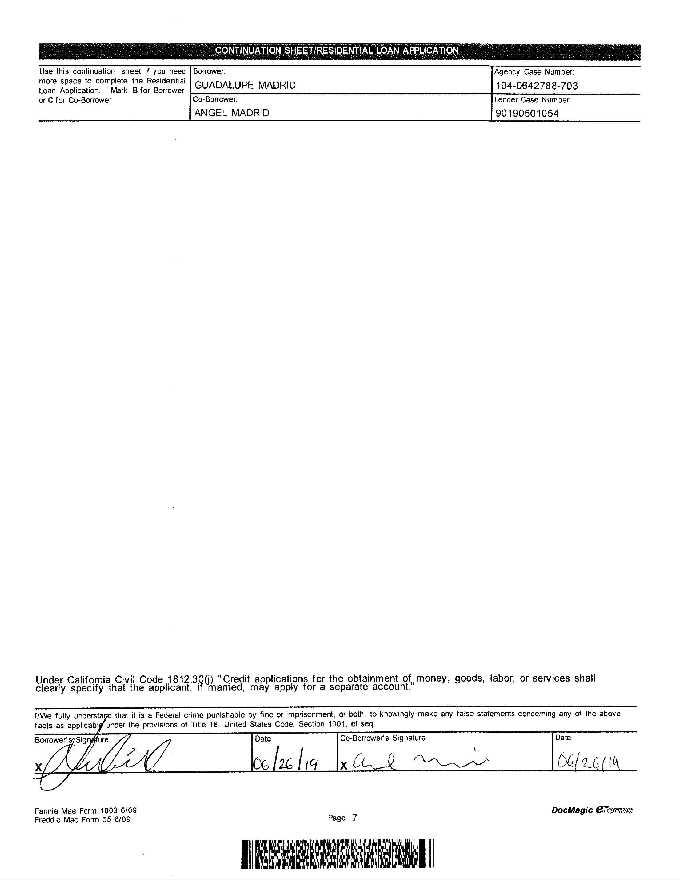 CONTINUATION SHEET/RESIDENTIAL LOAN APPLICATION
Use this continuation sheet if you need
more space to complete the Residential
Loan Application. Mark B for Borrower
or C for Co-Borrower
Borrower:
GUADALUPE MADRID
Co-Borrower:
ANGEL MADRID
Agency Case Number:
Lender Case Number
90190501054
Under California Civil Code 1812.30(j) "Credit applications for the obtainment of money, goods, labor, or services shall
clearly specify that the applicant, if married, may apply for a separate account."
I/We fully understand that it is a Federal crime punishable by fine or imprisonment, or both, to knowingly make any false statements concerning any of the above
facts as applicable under the provisions of Title 18, United States Code, Section 1001, et seq.
Borrower's Signature
X
Date
06/26/19
Co-Borrower's Signature
X
Date
06/26/19
Fannie Mae Form 1003 6/09
Freddie Mac Form 65 6/09
Page 7
DocMagic